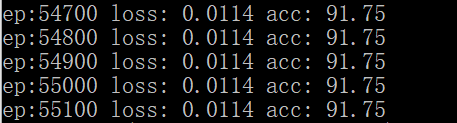 ep:54700 loss: 0.0114 acc: 91.75
ep:54800 loss: 0.0114 acc: 91.75
ep:54900 loss: 0.0114 acc: 91.75
ep:55000 loss: 0.0114 acc: 91.75
ep:55100 loss: 0.0114 acc: 91.75